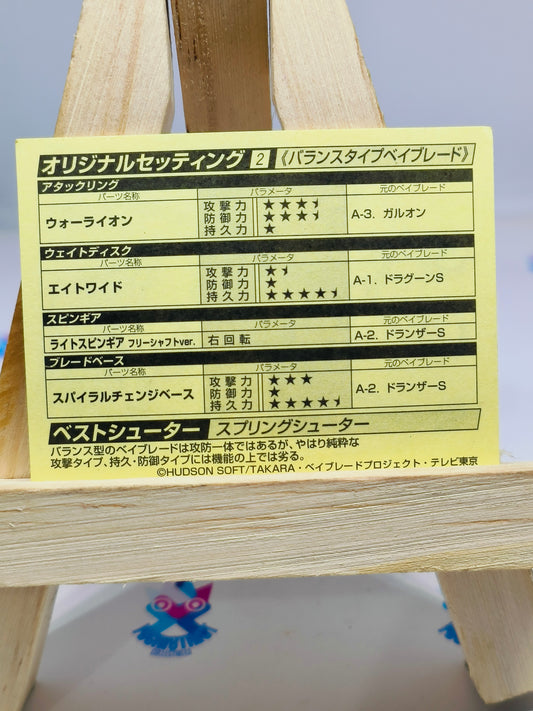 オリジナルセッティング 2 《バランスタイプベイブレード》
アタックリング
パーツ名称 パラメータ 元のベイブレード
ウォーライオン 攻撃力 ★★★⯨ A-3. ガルオン
防御力 ★★★⯨
持久力 ★
ウェイトディスク
パーツ名称 パラメータ 元のベイブレード
エイトワイド 攻撃力 ★⯨ A-1. ドラグーンS
防御力 ★
持久力 ★★★★⯨
スピンギア
パーツ名称 パラメータ 元のベイブレード
ライトスピンギア フリーシャフトver. 右回転 A-2. ドランザーS
ブレードベース
パーツ名称 パラメータ 元のベイブレード
スパイラルチェンジベース 攻撃力 ★★★ A-2. ドランザーS
防御力 ★
持久力 ★★★★⯨
ベストシューター スプリングシューター
バランス型のベイブレードは攻防一体ではあるが、やはり純粋な
攻撃タイプ、持久・防御タイプには機能の上では劣る。
©HUDSON SOFT/TAKARA・ベイブレードプロジェクト・テレビ東京